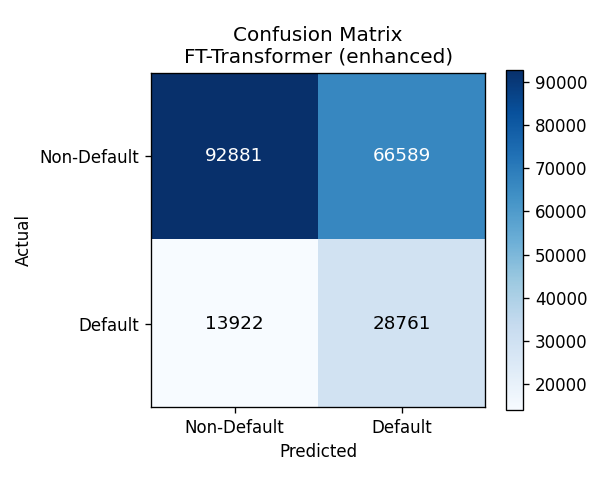 Confusion Matrix
FT-Transformer (enhanced)
Actual
Non-Default
Default
92881
66589
13922
28761
Non-Default
Default
Predicted
90000
80000
70000
60000
50000
40000
30000
20000